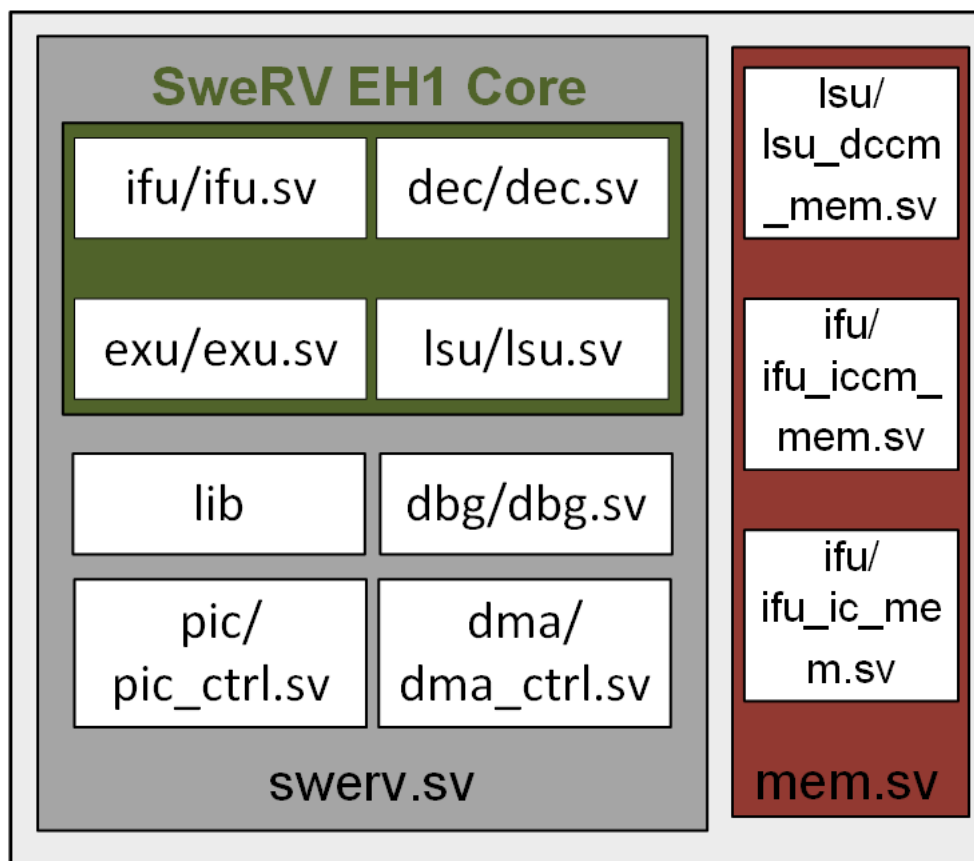 SweRV EH1 Core
ifu/ifu.sv
dec/dec.sv
exu/exu.sv
lsu/lsu.sv
lib
dbg/dbg.sv
pic/
pic_ctrl.sv
dma/
dma_ctrl.sv
swerv.sv
lsu/
lsu_dccm
_mem.sv
ifu/
ifu_iccm_
mem.sv
ifu/
ifu_ic_me
m.sv
mem.sv